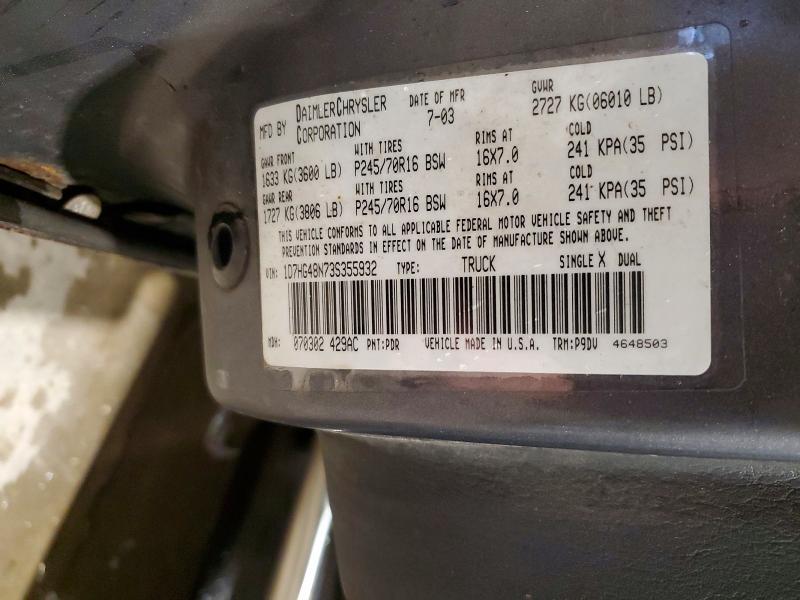 MFD BY DAIMLERCHRYSLER CORPORATION DATE OF MFR 7-03 GVWR 2727 KG(06010 LB)
GAWR FRONT WITH TIRES RIMS AT COLD
1633 KG(3600 LB) P245/70R16 BSW 16X7.0 241 KPA(35 PSI)
GAWR REAR WITH TIRES RIMS AT COLD
1727 KG(3806 LB) P245/70R16 BSW 16X7.0 241 KPA(35 PSI)
THIS VEHICLE CONFORMS TO ALL APPLICABLE FEDERAL MOTOR VEHICLE SAFETY AND THEFT
PREVENTION STANDARDS IN EFFECT ON THE DATE OF MANUFACTURE SHOWN ABOVE.
VIN: 1D7HG48N73S355932 TYPE: TRUCK SINGLE X DUAL
MDH: 070302 429AC PNT:PDR VEHICLE MADE IN U.S.A. TRM:P9DV 4648503